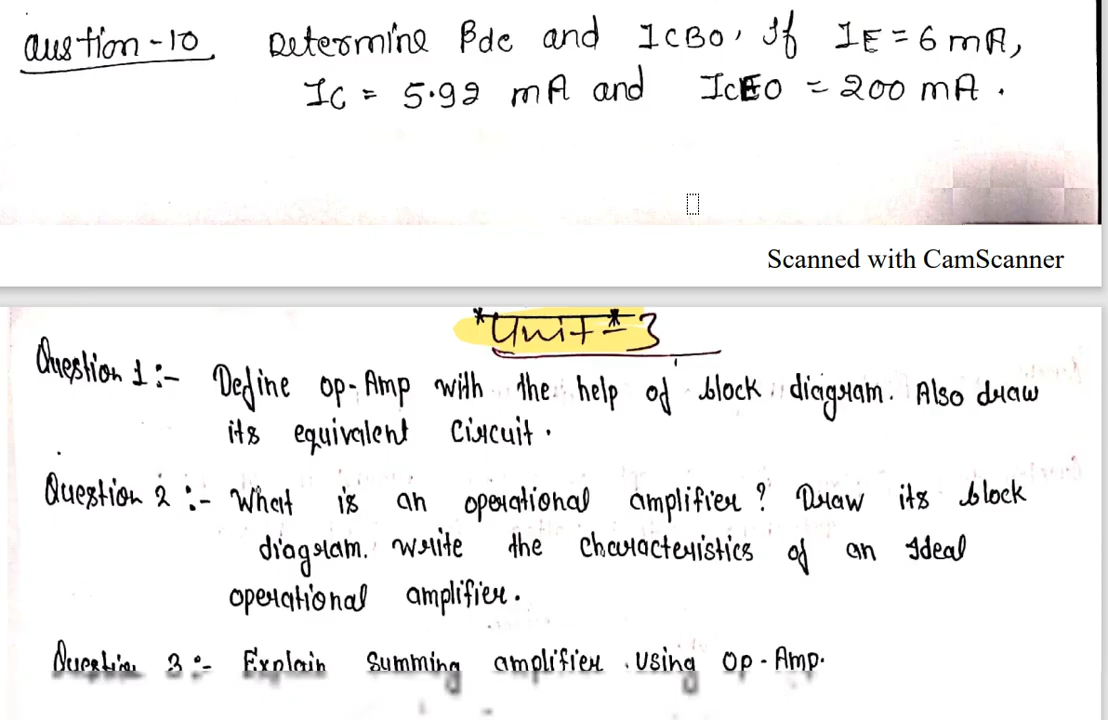 Question-10 Determine βdc and ICBO, If IE = 6 mA,
IC = 5.92 mA and ICEO = 200 mA.
Scanned with CamScanner
*Unit*-3
Question 1:- Define op-Amp with the help of block diagram. Also draw
its equivalent Circuit.
Question 2:- What is an operational amplifier? Draw its block
diagram. write the characteristics of an Ideal
operational amplifier.
Question 3:- Explain Summing amplifier using Op-Amp.